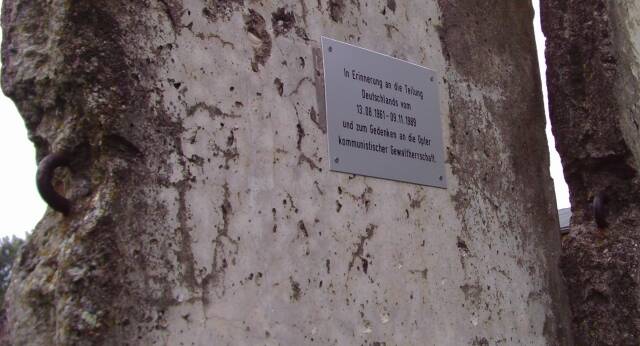 In Erinnerung an die Teilung
Deutschlands vom
13.08.1961-09.11.1989
und zum Gedenken an die Opfer
kommunistischer Gewaltherrschaft.